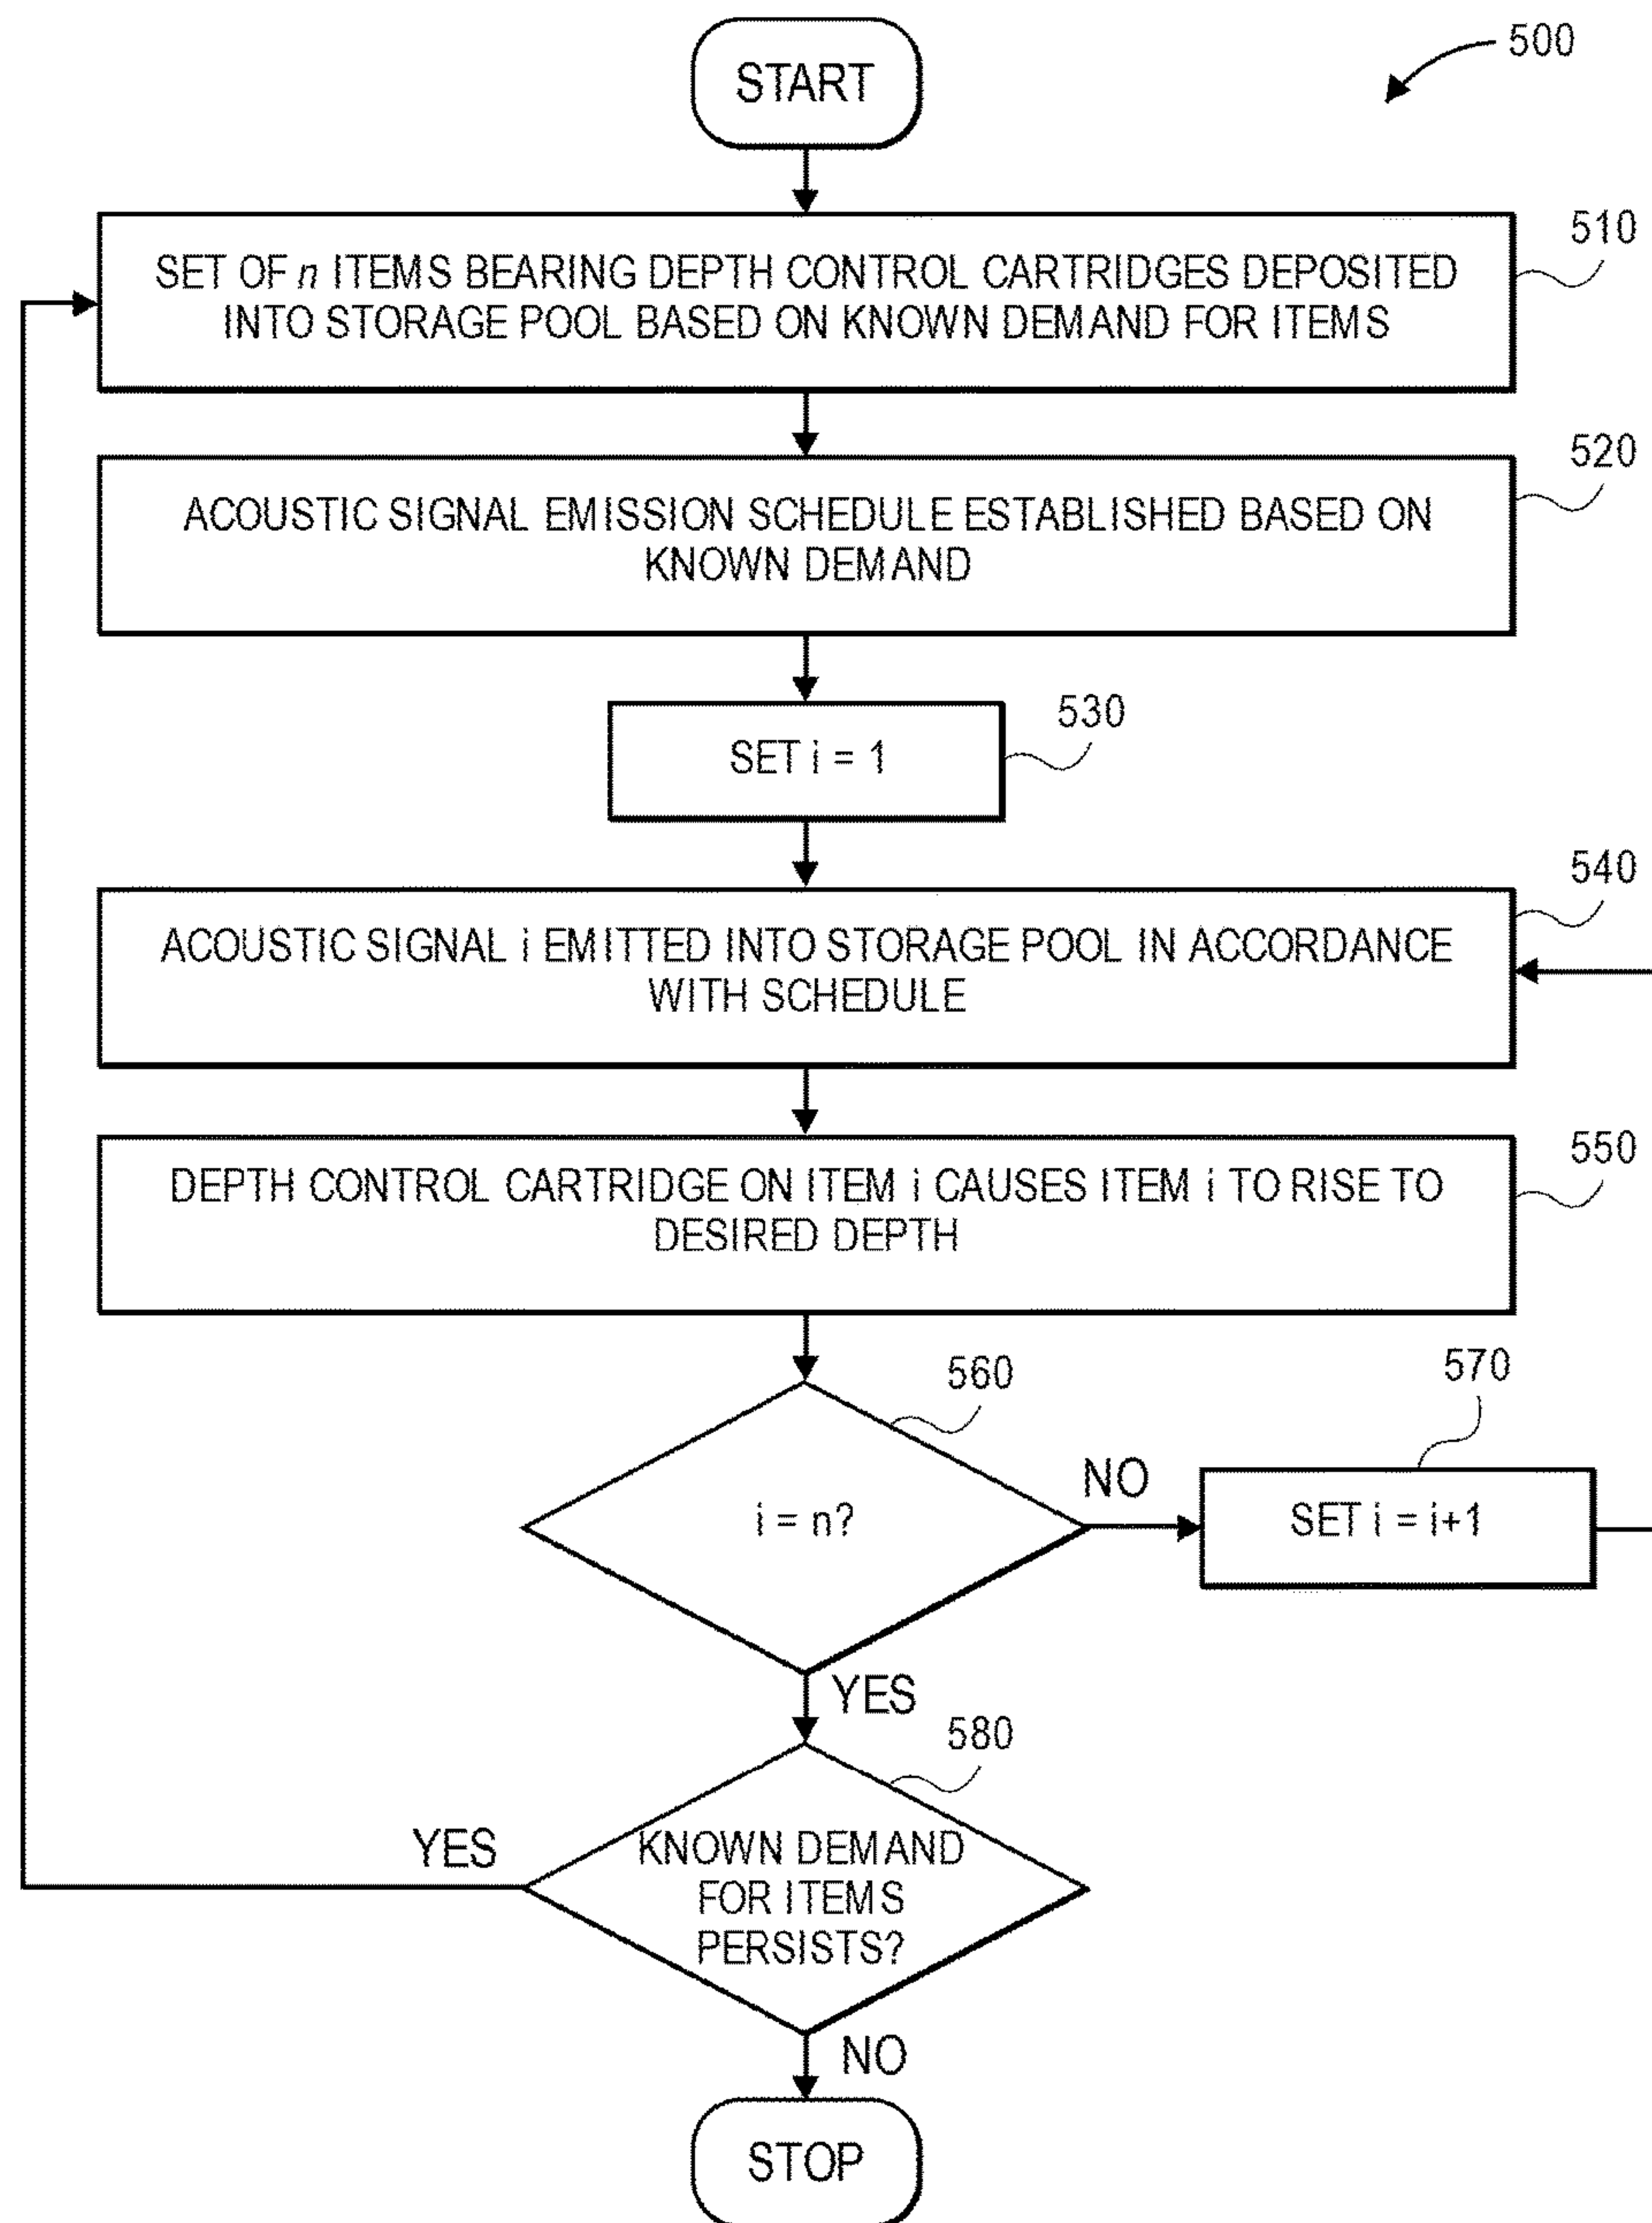 START
500
510
SET OF n ITEMS BEARING DEPTH CONTROL CARTRIDGES DEPOSITED
INTO STORAGE POOL BASED ON KNOWN DEMAND FOR ITEMS
520
ACOUSTIC SIGNAL EMISSION SCHEDULE ESTABLISHED BASED ON
KNOWN DEMAND
530
SET i = 1
540
ACOUSTIC SIGNAL i EMITTED INTO STORAGE POOL IN ACCORDANCE
WITH SCHEDULE
550
DEPTH CONTROL CARTRIDGE ON ITEM i CAUSES ITEM i TO RISE TO
DESIRED DEPTH
560
570
i = n?
NO
SET i = i+1
YES
580
YES
KNOWN DEMAND
FOR ITEMS
PERSISTS?
NO
STOP